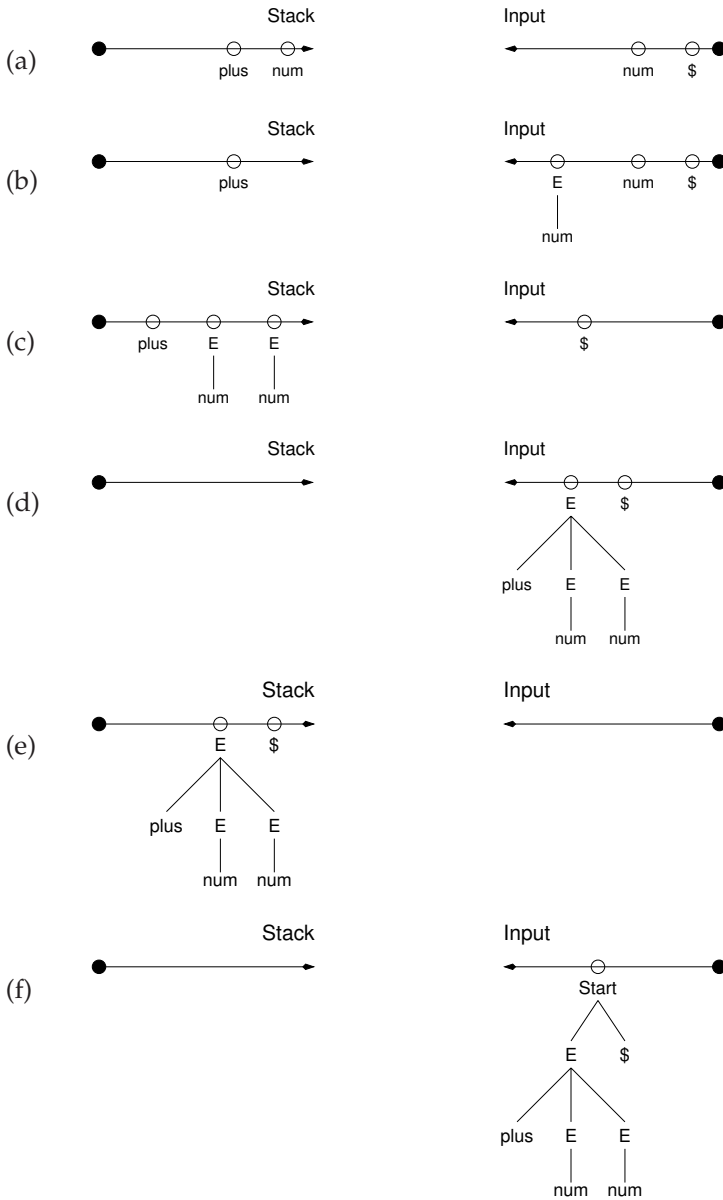 Stack Input
(a)
plus num num $
Stack Input
(b)
plus E num $
num
Stack Input
(c)
plus E E $
num num
Stack Input
(d)
E $
plus E E
num num
Stack Input
(e)
E $
plus E E
num num
Stack Input
(f)
Start
E $
plus E E
num num